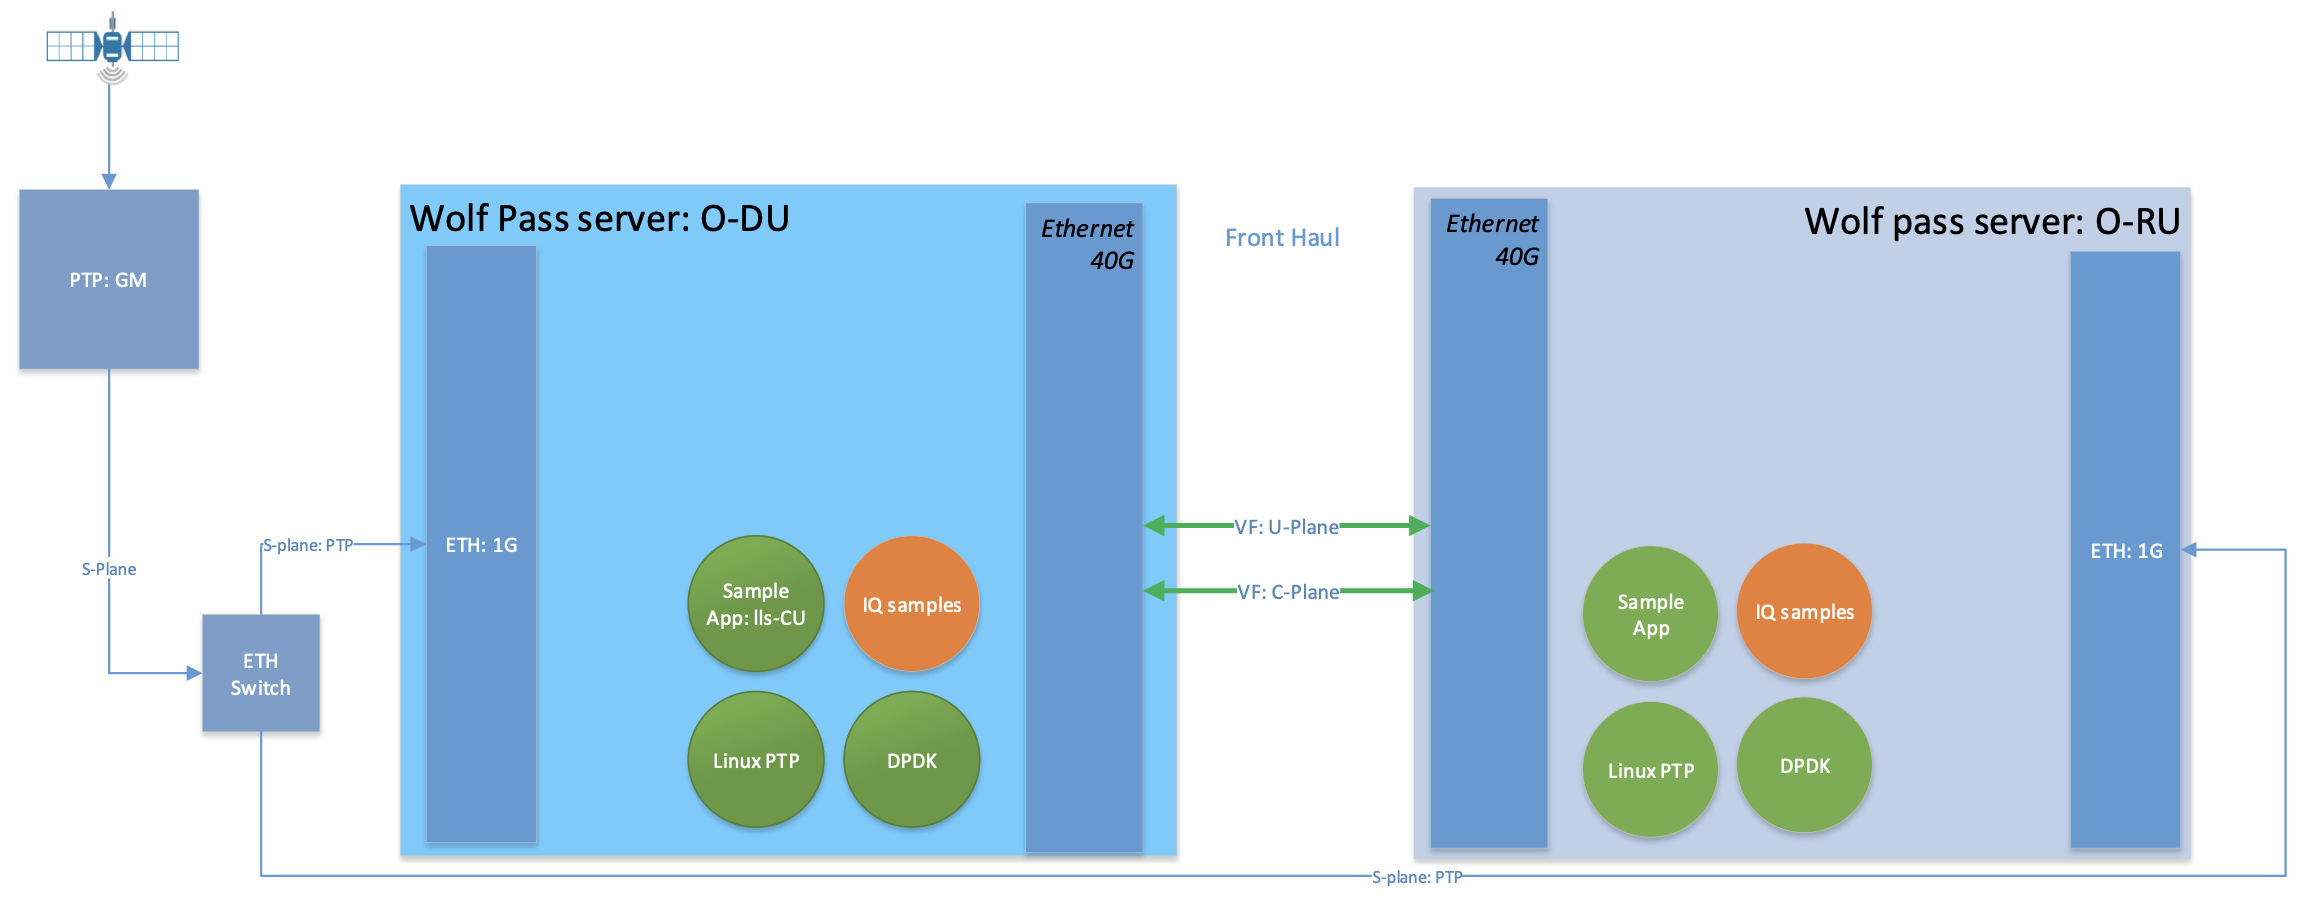 PTP: GM
S-Plane
ETH
Switch
S-plane: PTP
Wolf Pass server: O-DU
ETH: 1G
Sample
App: lls-CU
IQ samples
Linux PTP
DPDK
Ethernet
40G
Front Haul
VF: U-Plane
VF: C-Plane
Wolf pass server: O-RU
Ethernet
40G
Sample
App
IQ samples
Linux PTP
DPDK
ETH: 1G
S-plane: PTP